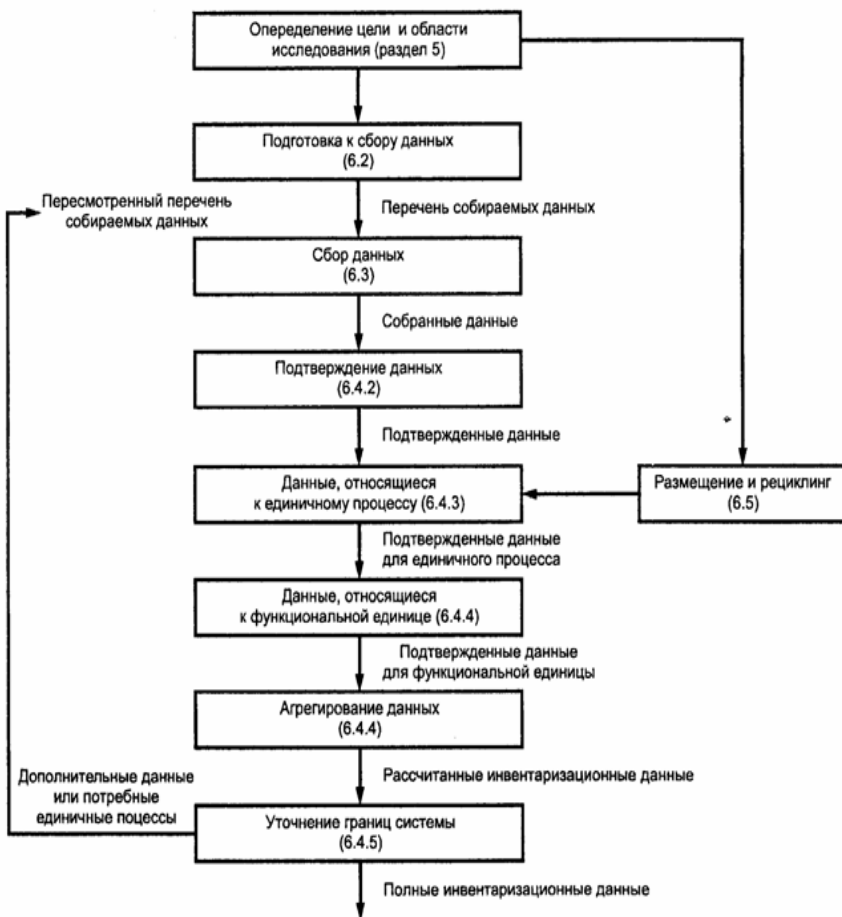 Опеределение цели и области
исследования (раздел 5)
Подготовка к сбору данных
(6.2)
Пересмотренный перечень
собираемых данных
Перечень собираемых данных
Сбор данных
(6.3)
Собранные данные
Подтверждение данных
(6.4.2)
Подтвержденные данные
Данные, относящиеся
к единичному процессу (6.4.3)
Размещение и рециклинг
(6.5)
Подтвержденные данные
для единичного процесса
Данные, относящиеся
к функциональной единице (6.4.4)
Подтвержденные данные
для функциональной единицы
Агрегирование данных
(6.4.4)
Дополнительные данные
или потребные
единичные поцессы
Рассчитанные инвентаризационные данные
Уточнение границ системы
(6.4.5)
Полные инвентаризационные данные